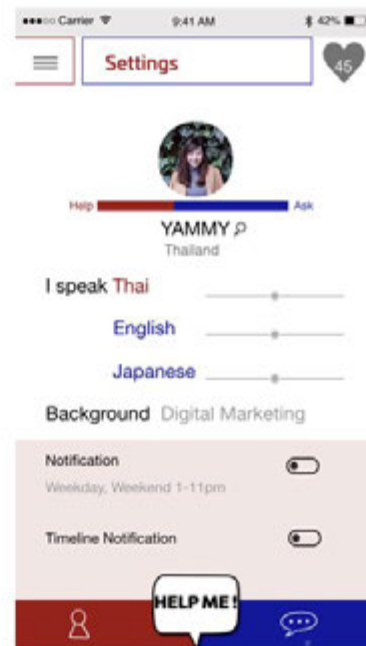 Carrier 9:41 AM 42%
Settings
45
Help Ask
YAMMY
Thailand
I speak Thai
English
Japanese
Background Digital Marketing
Notification
Weekday, Weekend 1-11pm
Timeline Notification
HELP ME!